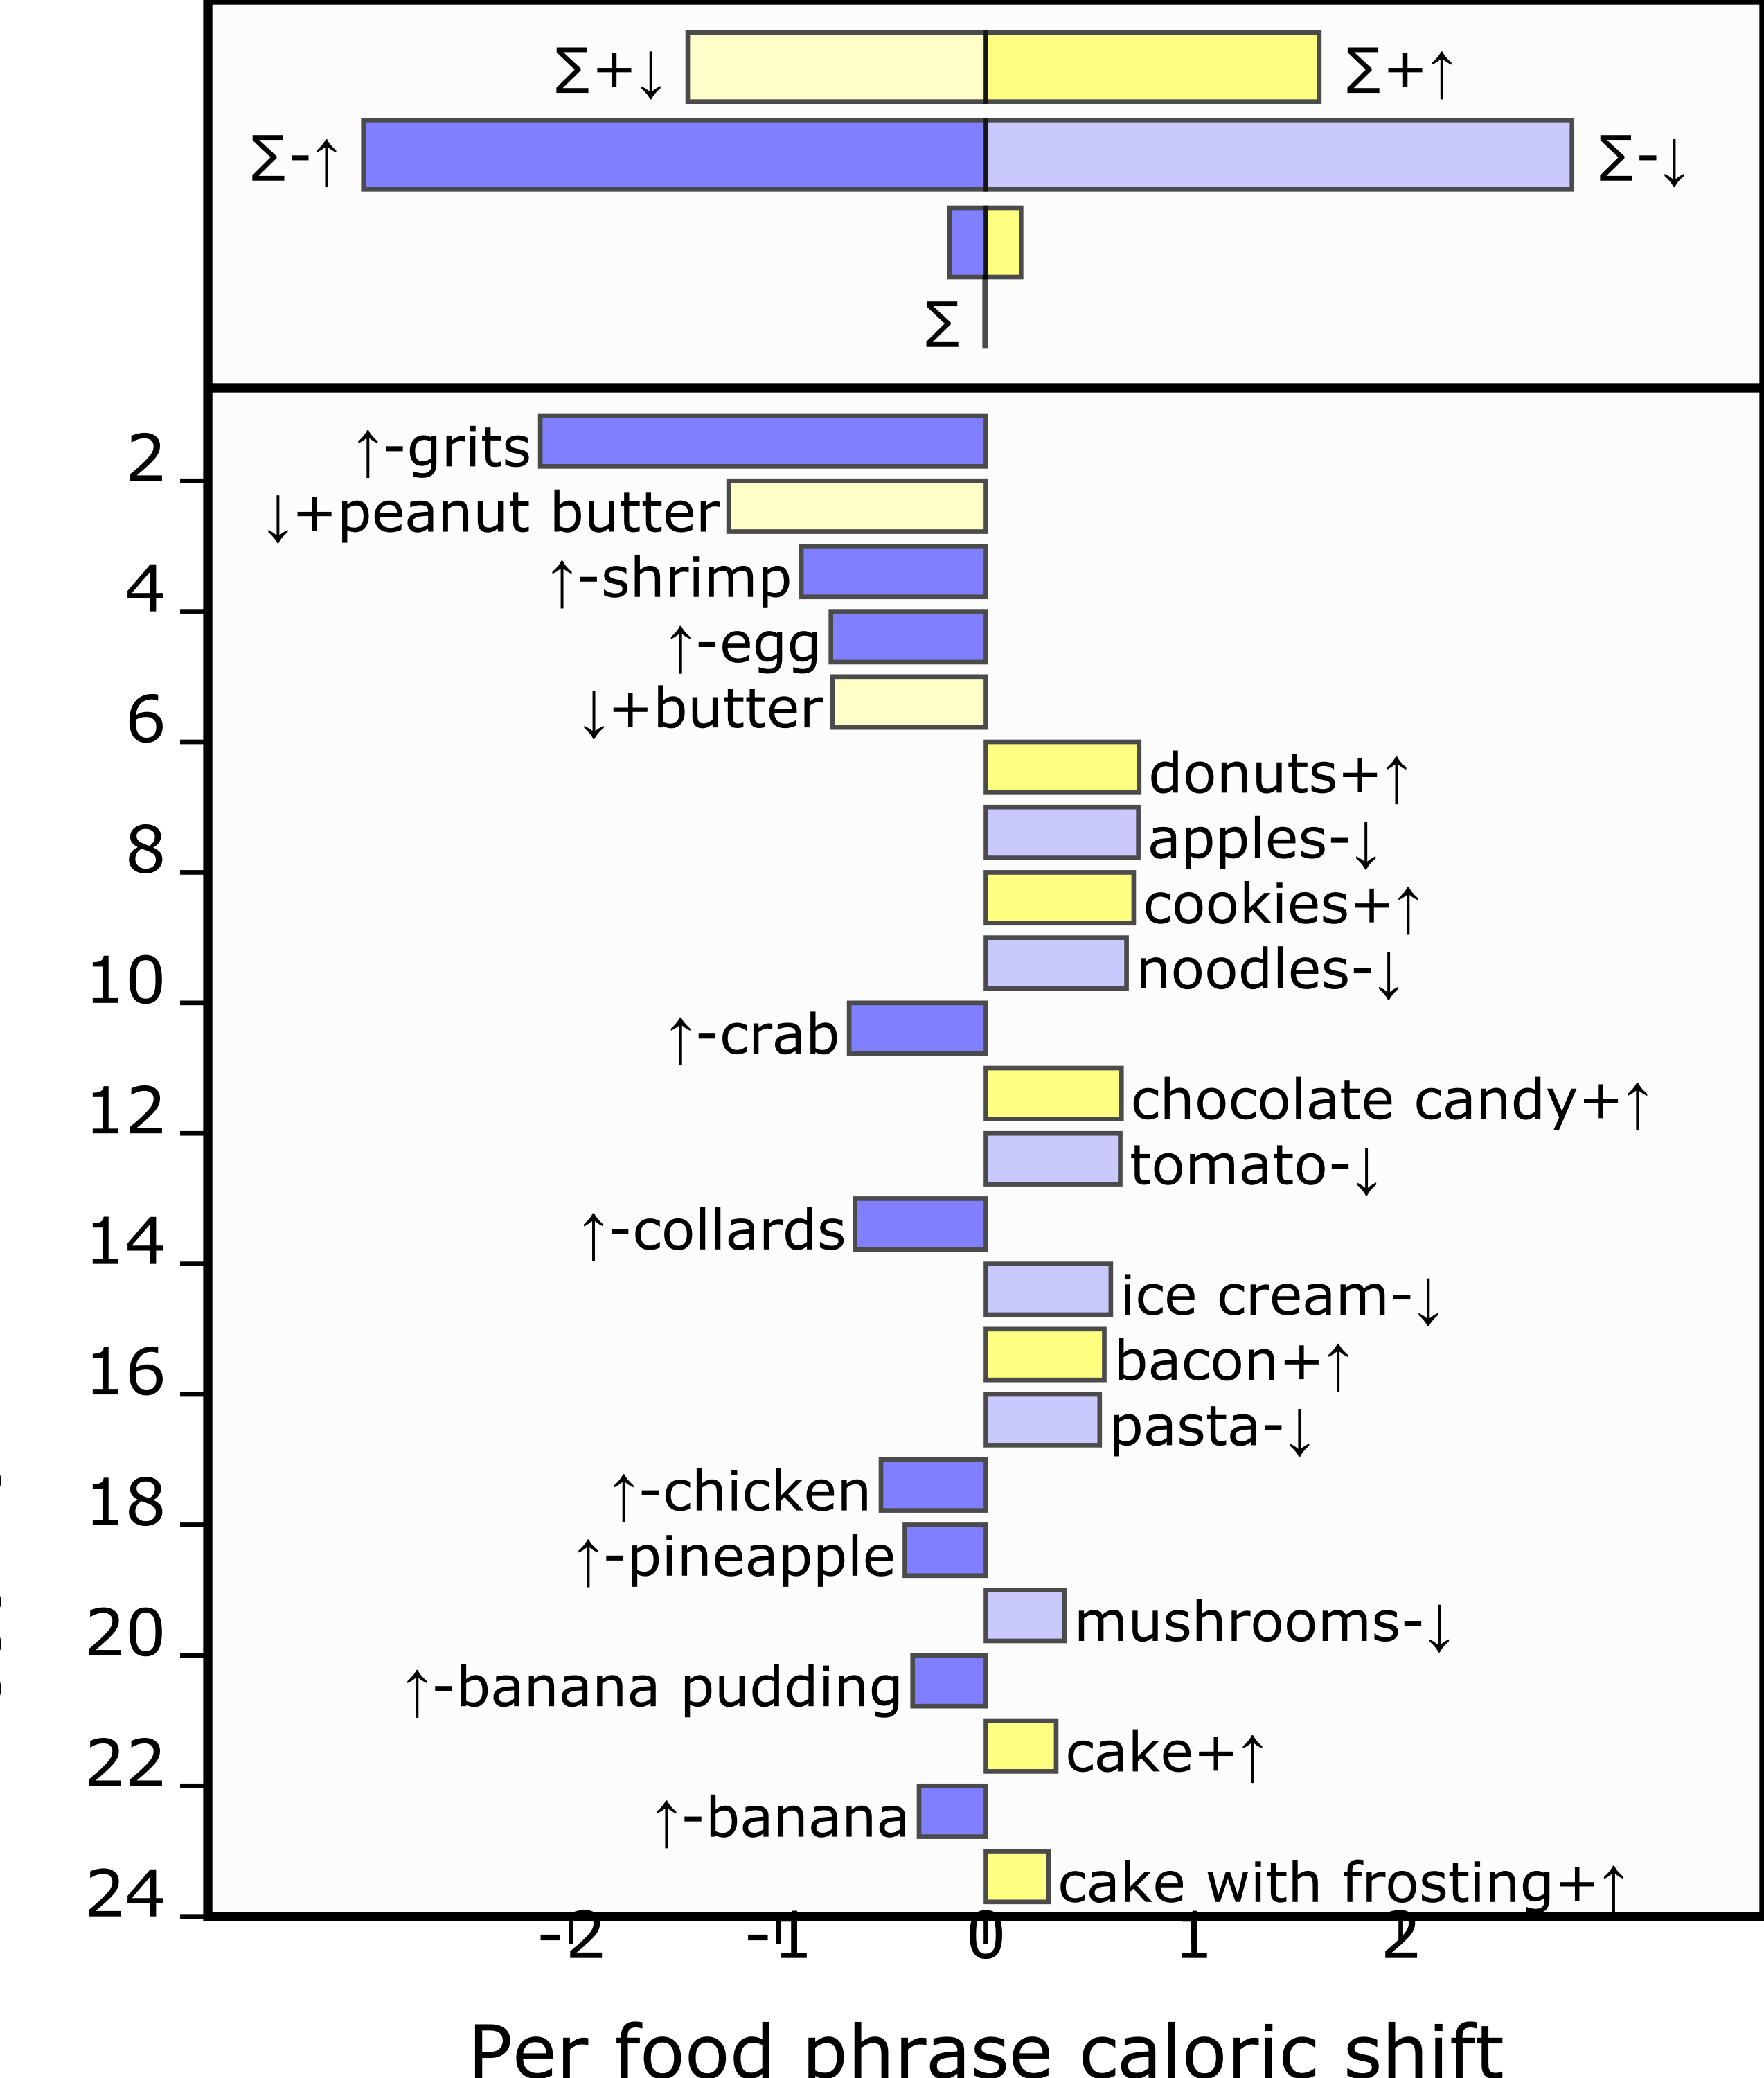 ∑+↓ ∑+↑
∑-↑ ∑-↓
∑
2 ↑-grits
↓+peanut butter
4 ↑-shrimp
↑-egg
6 ↓+butter
donuts+↑
8 apples-↓
cookies+↑
10 noodles-↓
↑-crab
12 chocolate candy+↑
tomato-↓
14 ↑-collards
ice cream-↓
16 bacon+↑
pasta-↓
18 ↑-chicken
↑-pineapple
20 mushrooms-↓
↑-banana pudding
22 cake+↑
↑-banana
24 cake with frosting+↑
-2 -1 0 1 2
Per food phrase caloric shift